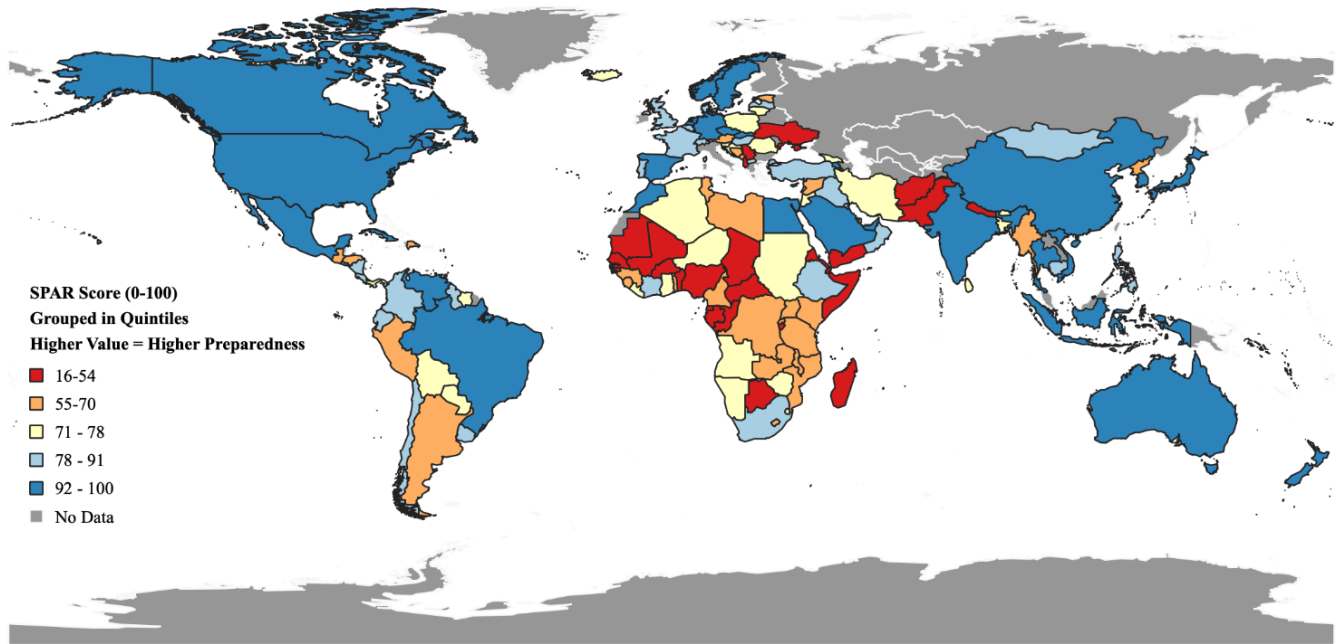 SPAR Score (0-100)
Grouped in Quintiles
Higher Value = Higher Preparedness
16-54
55-70
71 - 78
78 - 91
92 - 100
No Data